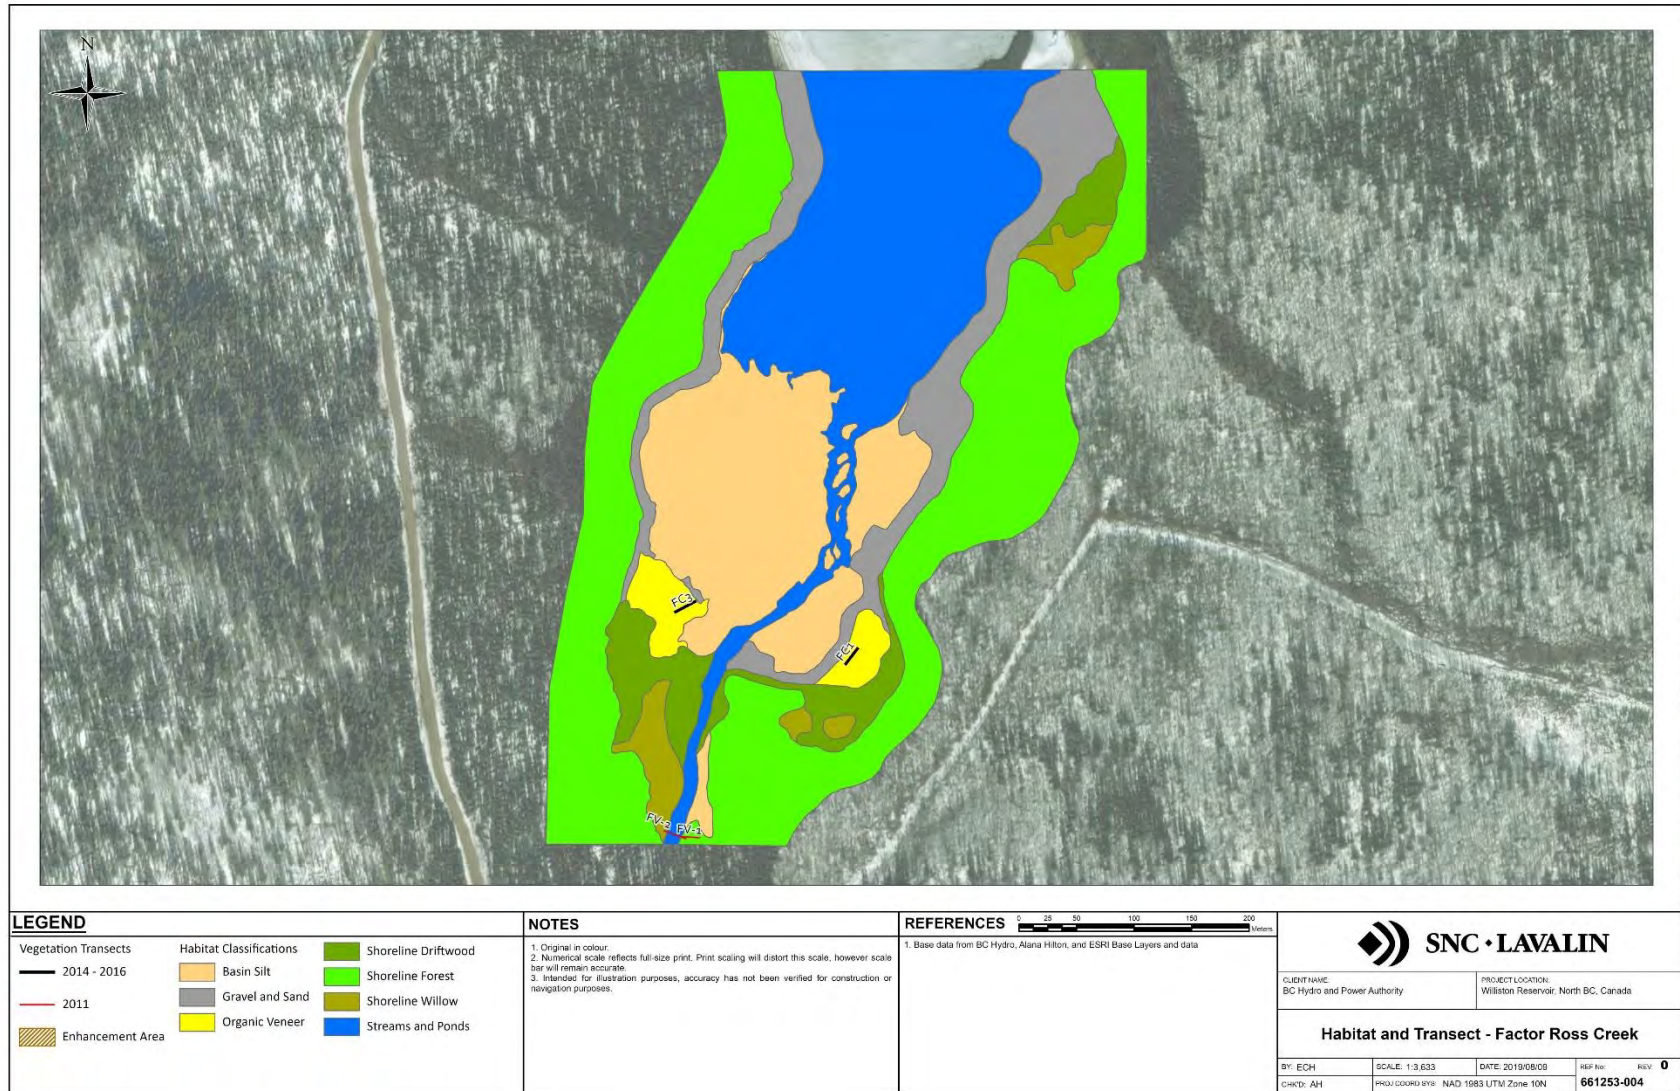 N
FC3
FC1
FV-2 FV-1
LEGEND
Vegetation Transects
2014 - 2016
2011
Enhancement Area
Habitat Classifications
Basin Silt
Gravel and Sand
Organic Veneer
Shoreline Driftwood
Shoreline Forest
Shoreline Willow
Streams and Ponds
NOTES
1. Original in colour.
2. Numerical scale reflects full-size print. Print scaling will distort this scale, however scale
bar will remain accurate.
3. Intended for illustration purposes, accuracy has not been verified for construction or
navigation purposes.
REFERENCES
0 25 50 100 150 200
Meters
1. Base data from BC Hydro, Alana Hilton, and ESRI Base Layers and data
SNC • LAVALIN
CLIENT NAME:
BC Hydro and Power Authority
PROJECT LOCATION:
Williston Reservoir, North BC, Canada
Habitat and Transect - Factor Ross Creek
BY: ECH SCALE: 1:3,633 DATE: 2019/08/09 REF No: REV: 0
CHK'D: AH PROJ COORD SYS: NAD 1983 UTM Zone 10N 661253-004